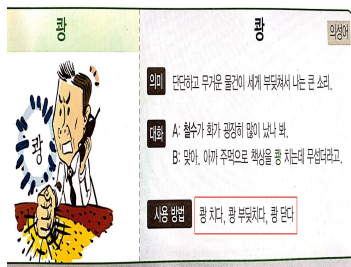 쾅
쾅
의성어
쾅
의미 단단하고 무거운 물건이 세게 부딪쳐서 나는 큰 소리.
대화 A: 철수가 화가 굉장히 많이 났나 봐.
B: 맞아, 아까 주먹으로 책상을 쾅 치는데 무섭더라고.
사용 방법 쾅 치다, 쾅 부딪치다, 쾅 닫다